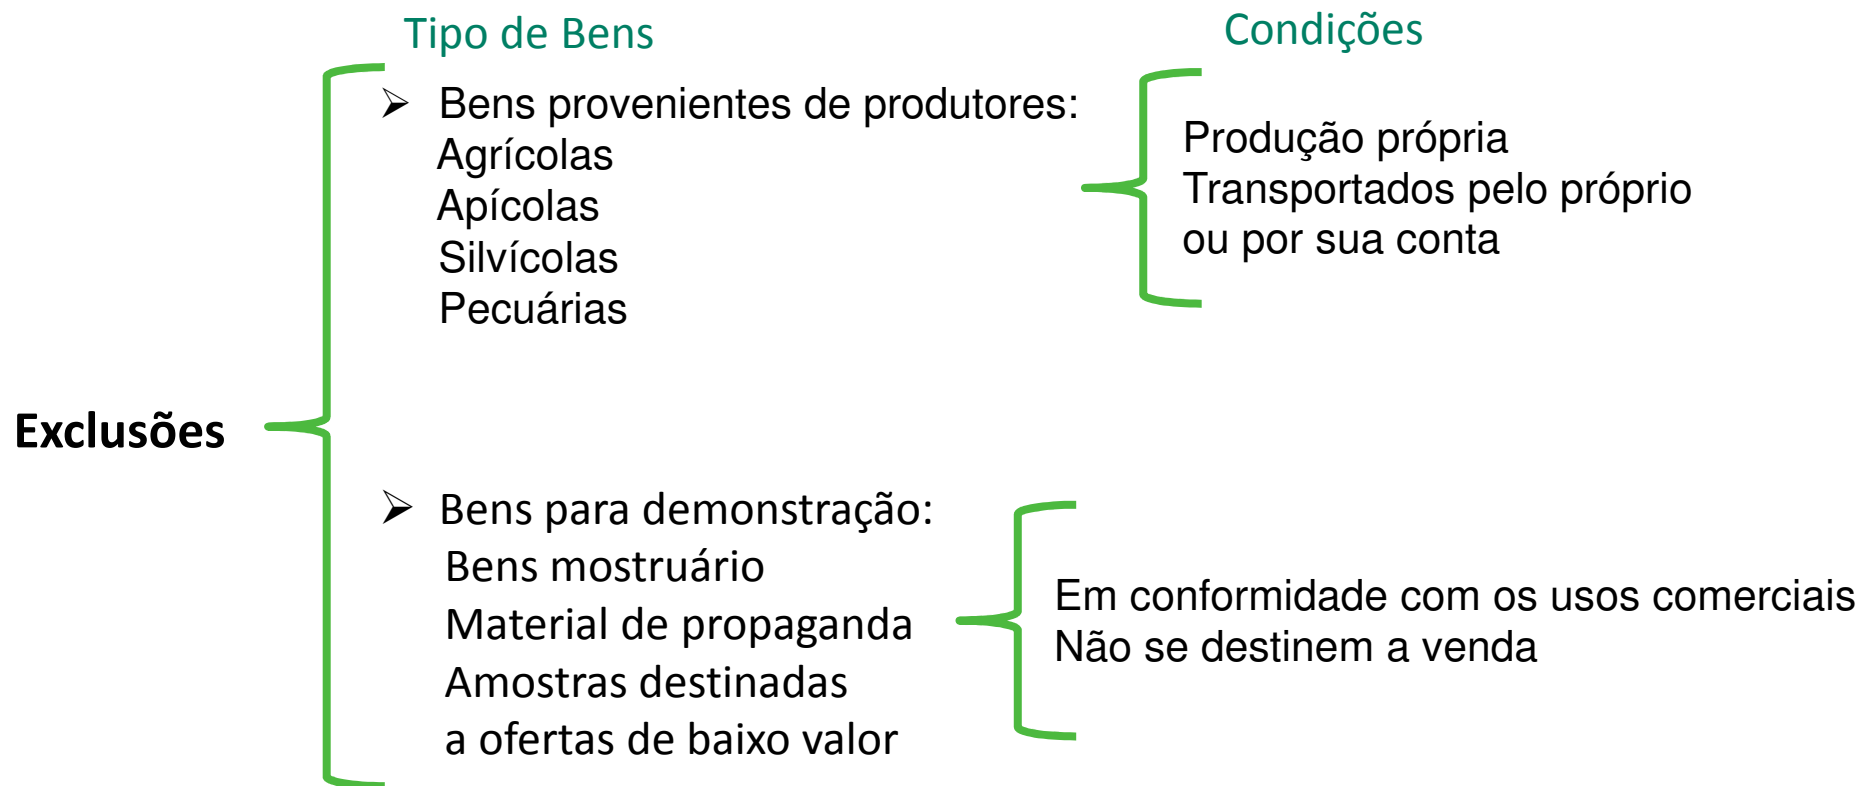 Tipo de Bens
Condições
Bens provenientes de produtores:
Agrícolas
Apícolas
Silvícolas
Pecuárias
Produção própria
Transportados pelo próprio
ou por sua conta
Exclusões
Bens para demonstração:
Bens mostruário
Material de propaganda
Amostras destinadas
a ofertas de baixo valor
Em conformidade com os usos comerciais
Não se destinem a venda